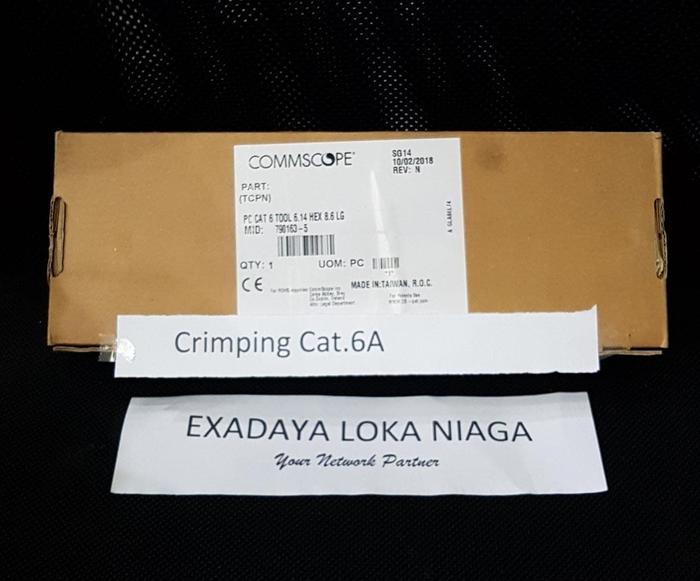 COMMSCOPE®
SG14
10/02/2018
REV: N
PART:
(TCPN)
PC CAT 6 TOOL 6.14 HEX 8.6 LG
MID: 790163-5
QTY: 1 UOM: PC
CE
MADE IN: TAIWAN, R.O.C.
Crimping Cat.6A
EXADAYA LOKA NIAGA
Your Network Partner